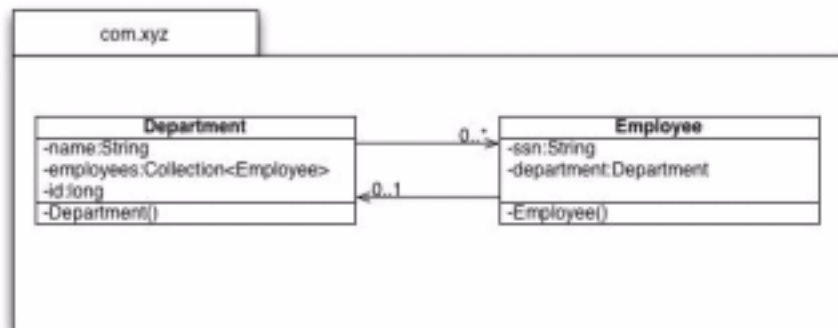 com.xyz
Department
-name:String
-employees:Collection<Employee>
-id:long
-Department()
0..*
0..1
Employee
-ssn:String
-department:Department
-Employee()